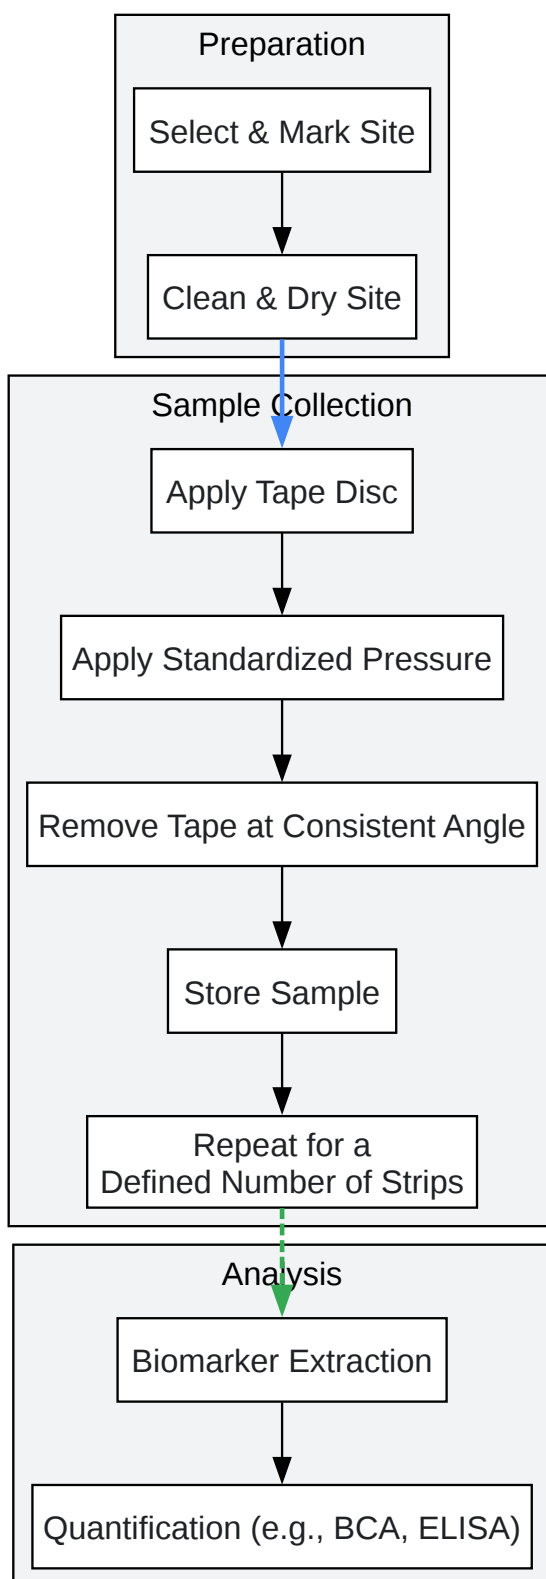 Preparation
Select & Mark Site
Clean & Dry Site
Sample Collection
Apply Tape Disc
Apply Standardized Pressure
Remove Tape at Consistent Angle
Store Sample
Repeat for a
Defined Number of Strips
Analysis
Biomarker Extraction
Quantification (e.g., BCA, ELISA)